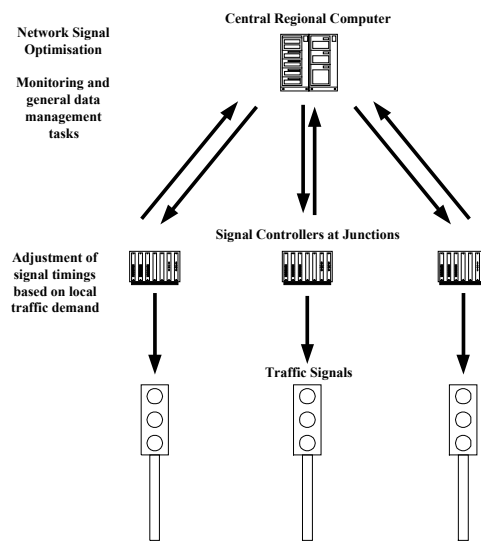 Central Regional Computer
Network Signal
Optimisation
Monitoring and
general data
management
tasks
Signal Controllers at Junctions
Adjustment of
signal timings
based on local
traffic demand
Traffic Signals